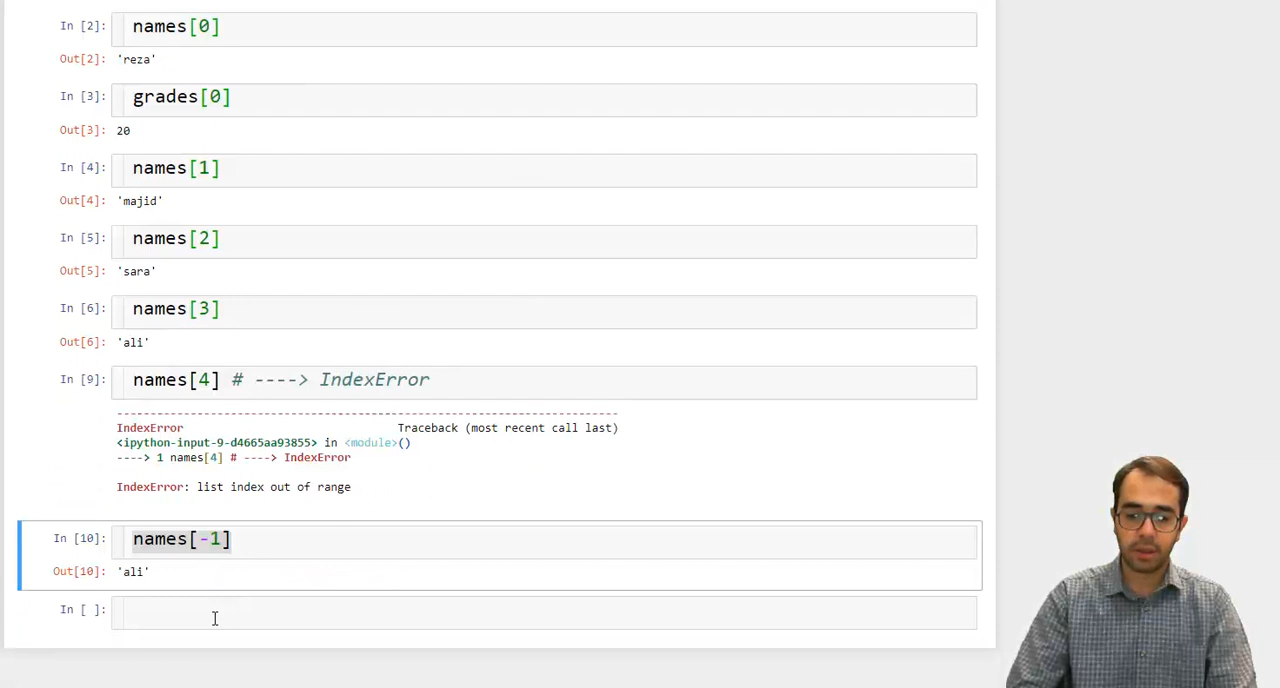 In [2]: names[0]
Out[2]: 'reza'
In [3]: grades[0]
Out[3]: 20
In [4]: names[1]
Out[4]: 'majid'
In [5]: names[2]
Out[5]: 'sara'
In [6]: names[3]
Out[6]: 'ali'
In [9]: names[4] # ----> IndexError
---------------------------------------------------------------------------
IndexError Traceback (most recent call last)
<ipython-input-9-d4665aa93855> in <module>()
----> 1 names[4] # ----> IndexError
IndexError: list index out of range
In [10]: names[-1]
Out[10]: 'ali'
In [ ]: